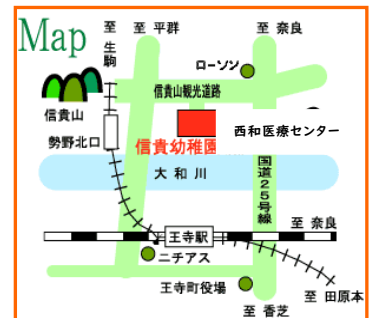 Map
至生駒
至 平群
至 奈良
ローソン
信貴山観光道路
信貴山
勢野北口
信貴幼稚園
西和医療センター
大和川
国道25号線
至 奈良
王寺駅
ニチアス
王寺町役場
至 田原本
至 香芝